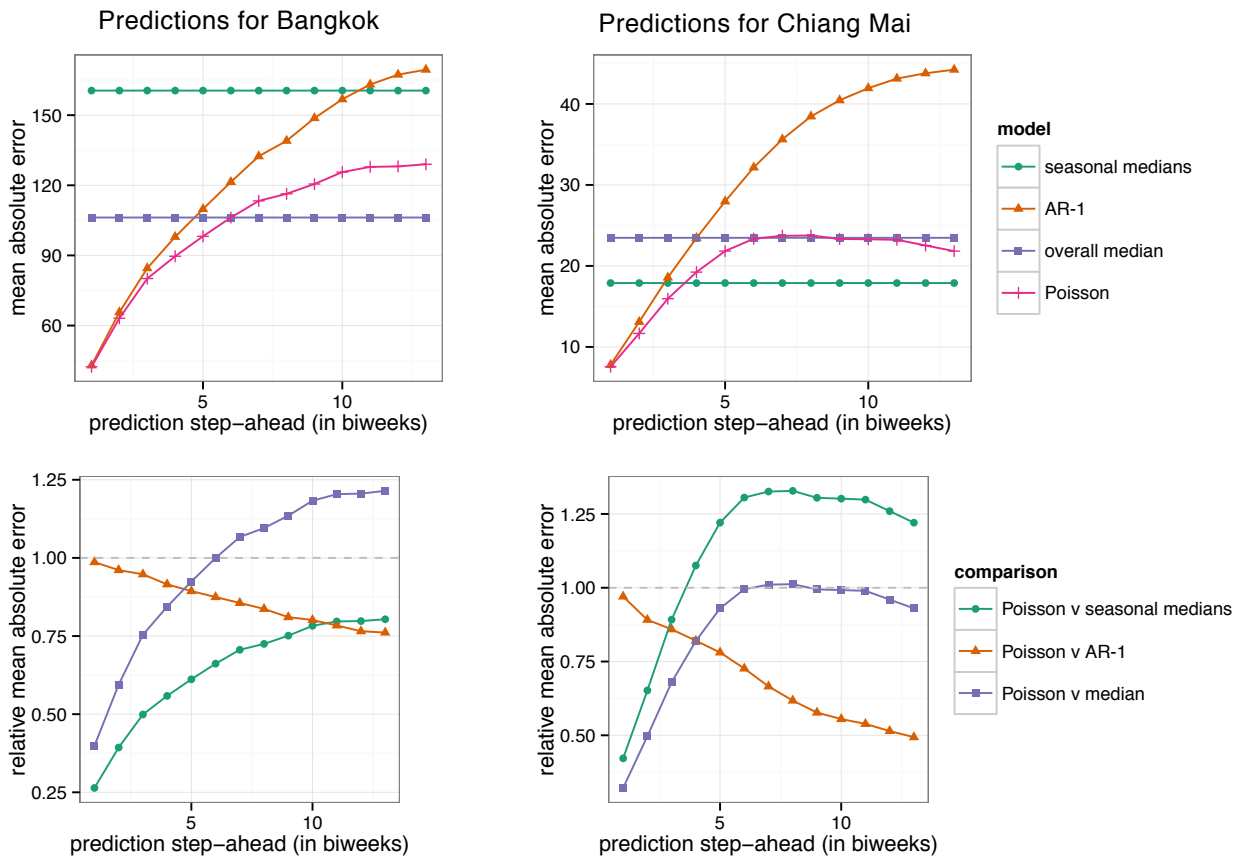 Predictions for Bangkok
mean absolute error
150
120
90
60
5
10
prediction step−ahead (in biweeks)
Predictions for Chiang Mai
mean absolute error
40
30
20
10
5
10
prediction step−ahead (in biweeks)
model
seasonal medians
AR−1
overall median
Poisson
relative mean absolute error
1.25
1.00
0.75
0.50
0.25
5
10
prediction step−ahead (in biweeks)
relative mean absolute error
1.25
1.00
0.75
0.50
5
10
prediction step−ahead (in biweeks)
comparison
Poisson v seasonal medians
Poisson v AR−1
Poisson v median